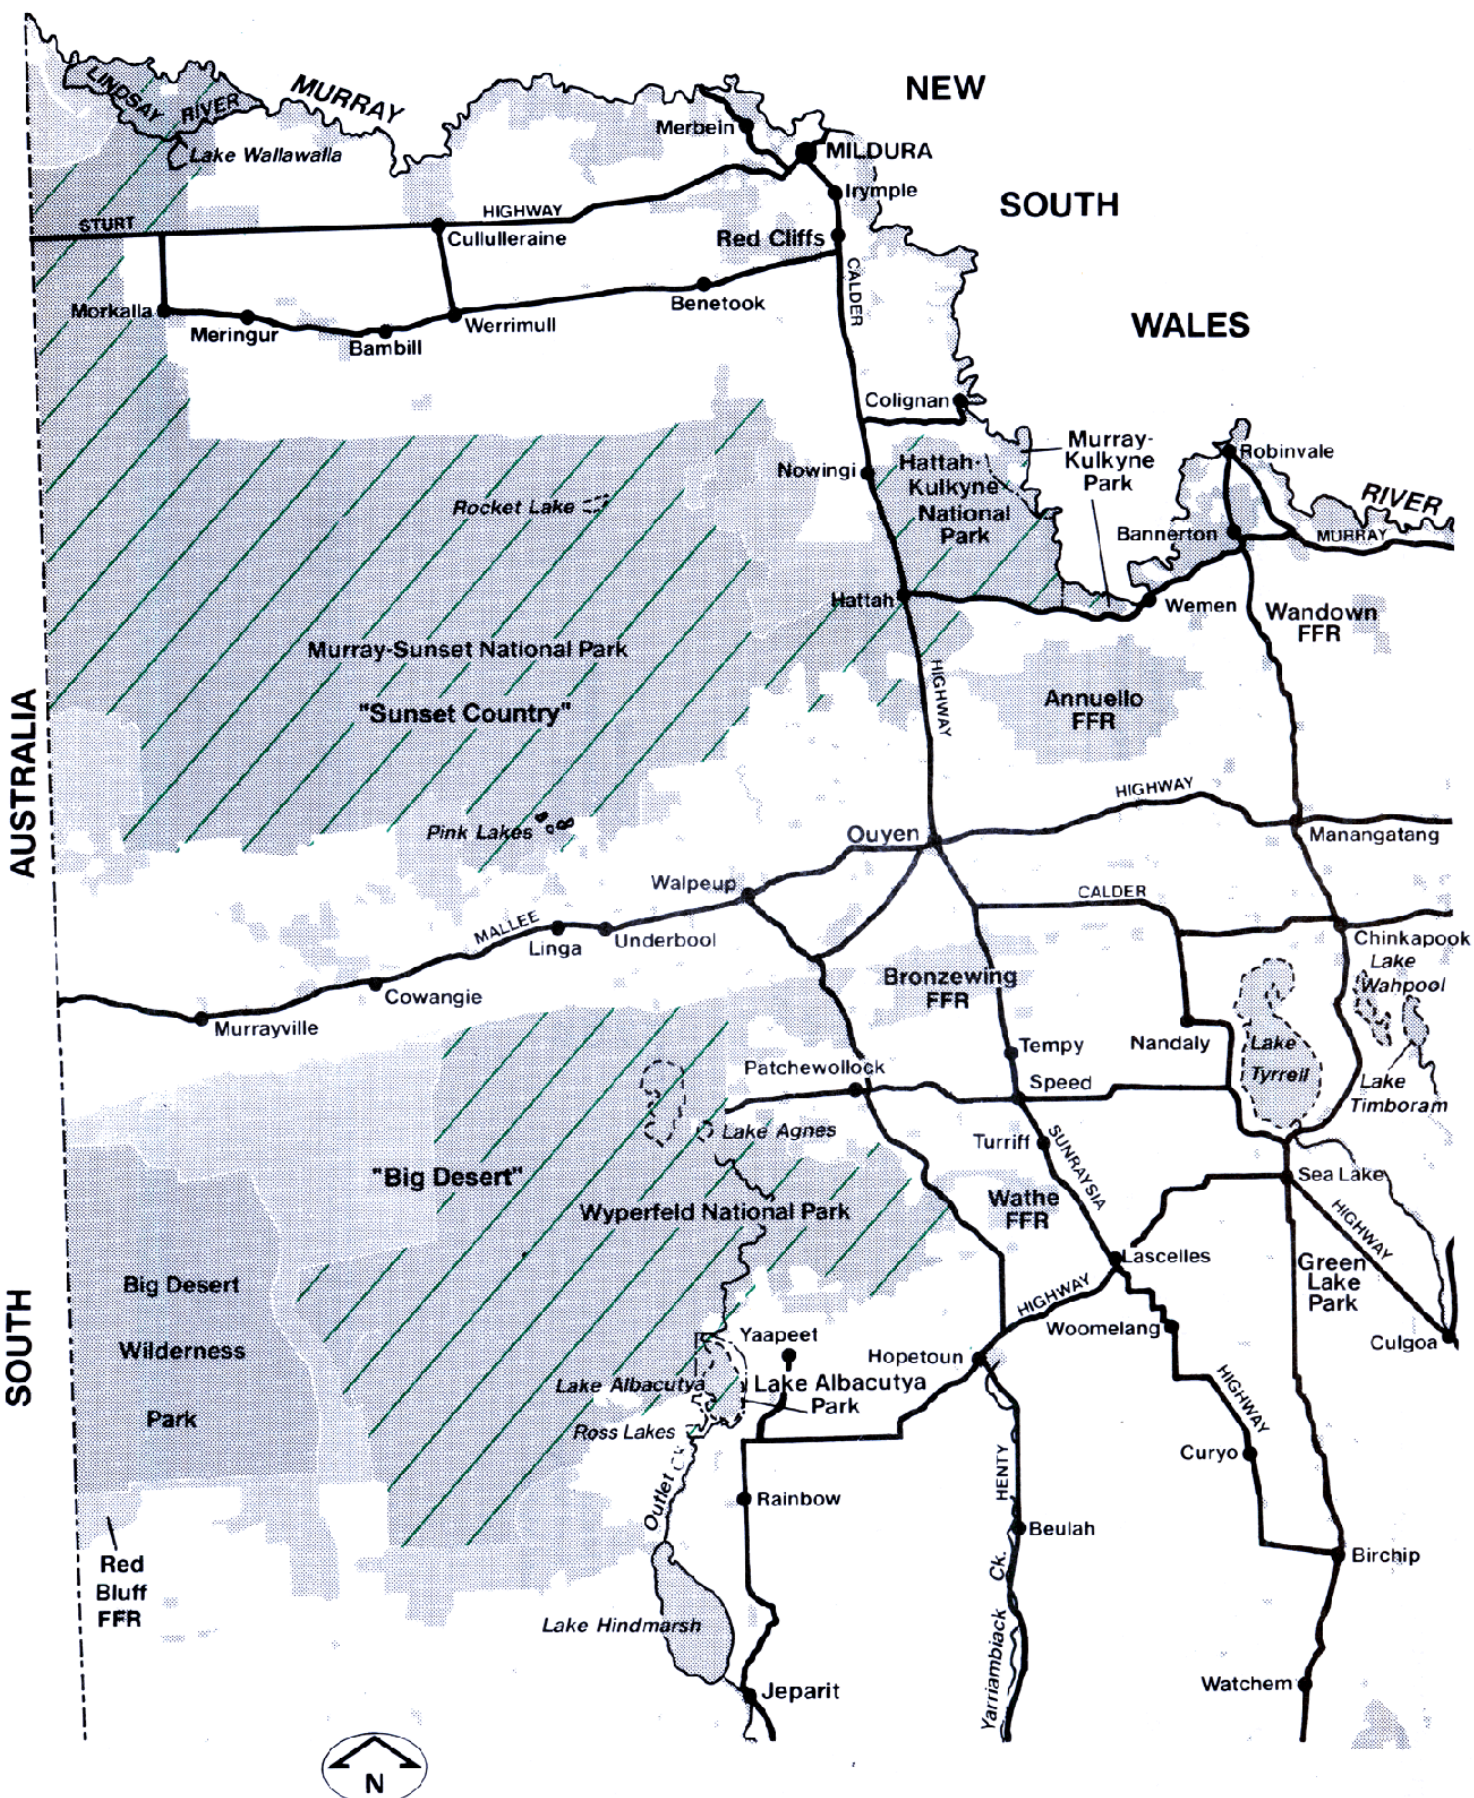 NEW
SOUTH
WALES
LINDSAY
RIVER
MURRAY
Lake Wallawalla
Merbein
MILDURA
Irymple
STURT
HIGHWAY
Cullulleraine
Red Cliffs
CALDER
Benetook
Morkalla
Meringur
Bambill
Werrimull
Colignan
Murray-
Kulkyne
Park
Robinvale
Nowingi
Hattah-
Kulkyne
National
Park
RIVER
Rocket Lake
Bannerton
MURRAY
Hattah
Wemen
Wandown
FFR
Murray-Sunset National Park
HIGHWAY
"Sunset Country"
Annuello
FFR
AUSTRALIA
HIGHWAY
Pink Lakes
Ouyen
Manangatang
Walpeup
CALDER
MALLEE
Linga
Underbool
Chinkapook
Lake
Wahpool
Bronzewing
FFR
Cowangie
Murrayville
Tempy
Nandaly
Lake
Tyrrell
Patchewollock
Speed
Lake
Timboram
Lake Agnes
Turriff
SUNRAYSIA
"Big Desert"
Sea Lake
Wathe
FFR
Wyperfeld National Park
HIGHWAY
Lascelles
Green
Lake
Park
Big Desert
Wilderness
Park
HIGHWAY
SOUTH
Woomelang
Yaapeet
Culgoa
Hopetoun
Lake Albacutya
Lake Albacutya
Park
HIGHWAY
Ross Lakes
Curyo
HENTY
Outlet Ck
Rainbow
Beulah
Birchip
Red
Bluff
FFR
Lake Hindmarsh
Yarriambiack Ck.
Watchem
Jeparit
N